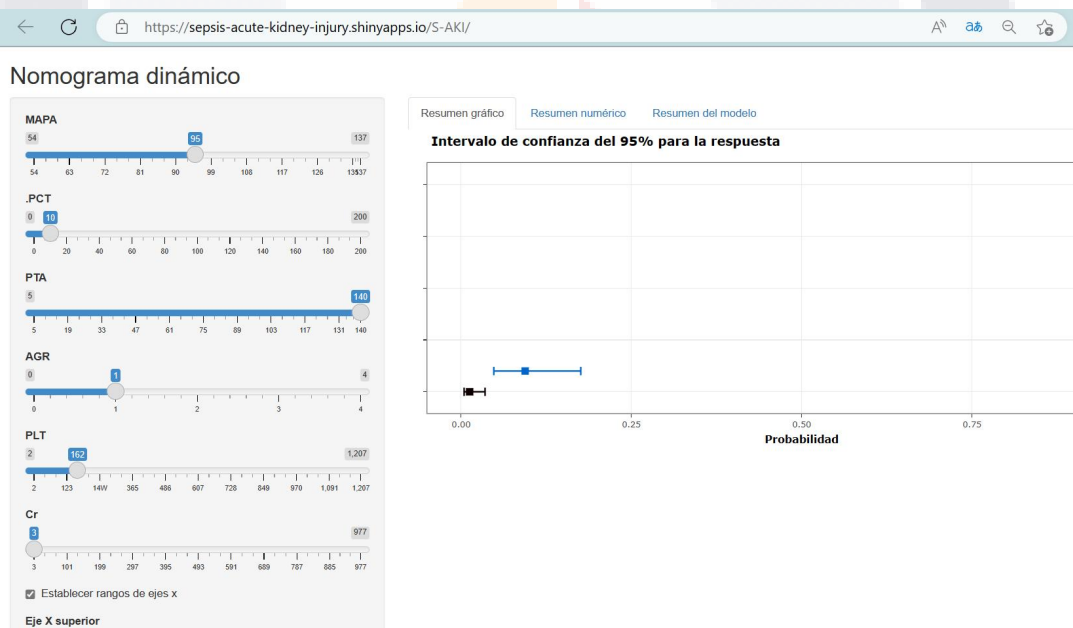 https://sepsis-acute-kidney-injury.shinyapps.io/S-AKI/
Nomograma dinámico
MAPA
54 95 137
54 63 72 81 90 99 108 117 126 135 137
.PCT
0 10 200
0 20 40 60 80 100 120 140 160 180 200
PTA
5 140
5 19 33 47 61 75 89 103 117 131 140
AGR
0 1 4
0 1 2 3 4
PLT
2 162 1,207
2 123 14W 365 486 607 728 849 970 1,091 1,207
Cr
3 977
3 101 199 297 395 493 591 689 787 885 977
Establecer rangos de ejes x
Eje X superior
Resumen gráfico Resumen numérico Resumen del modelo
Intervalo de confianza del 95% para la respuesta
0.00 0.25 0.50 0.75
Probabilidad